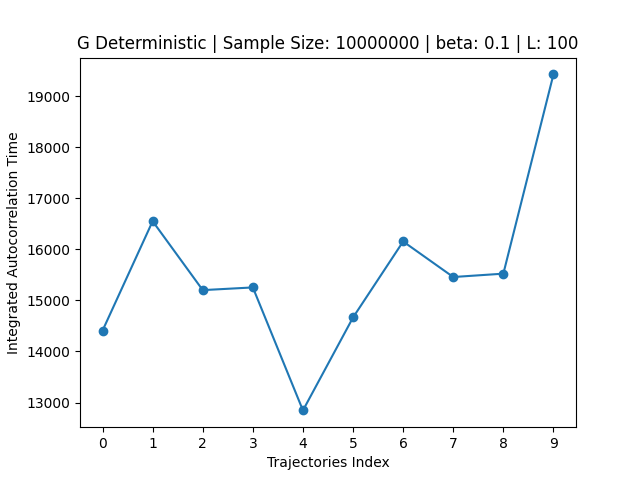 G Deterministic | Sample Size: 10000000 | beta: 0.1 | L: 100
Integrated Autocorrelation Time
19000
18000
17000
16000
15000
14000
13000
0 1 2 3 4 5 6 7 8 9
Trajectories Index